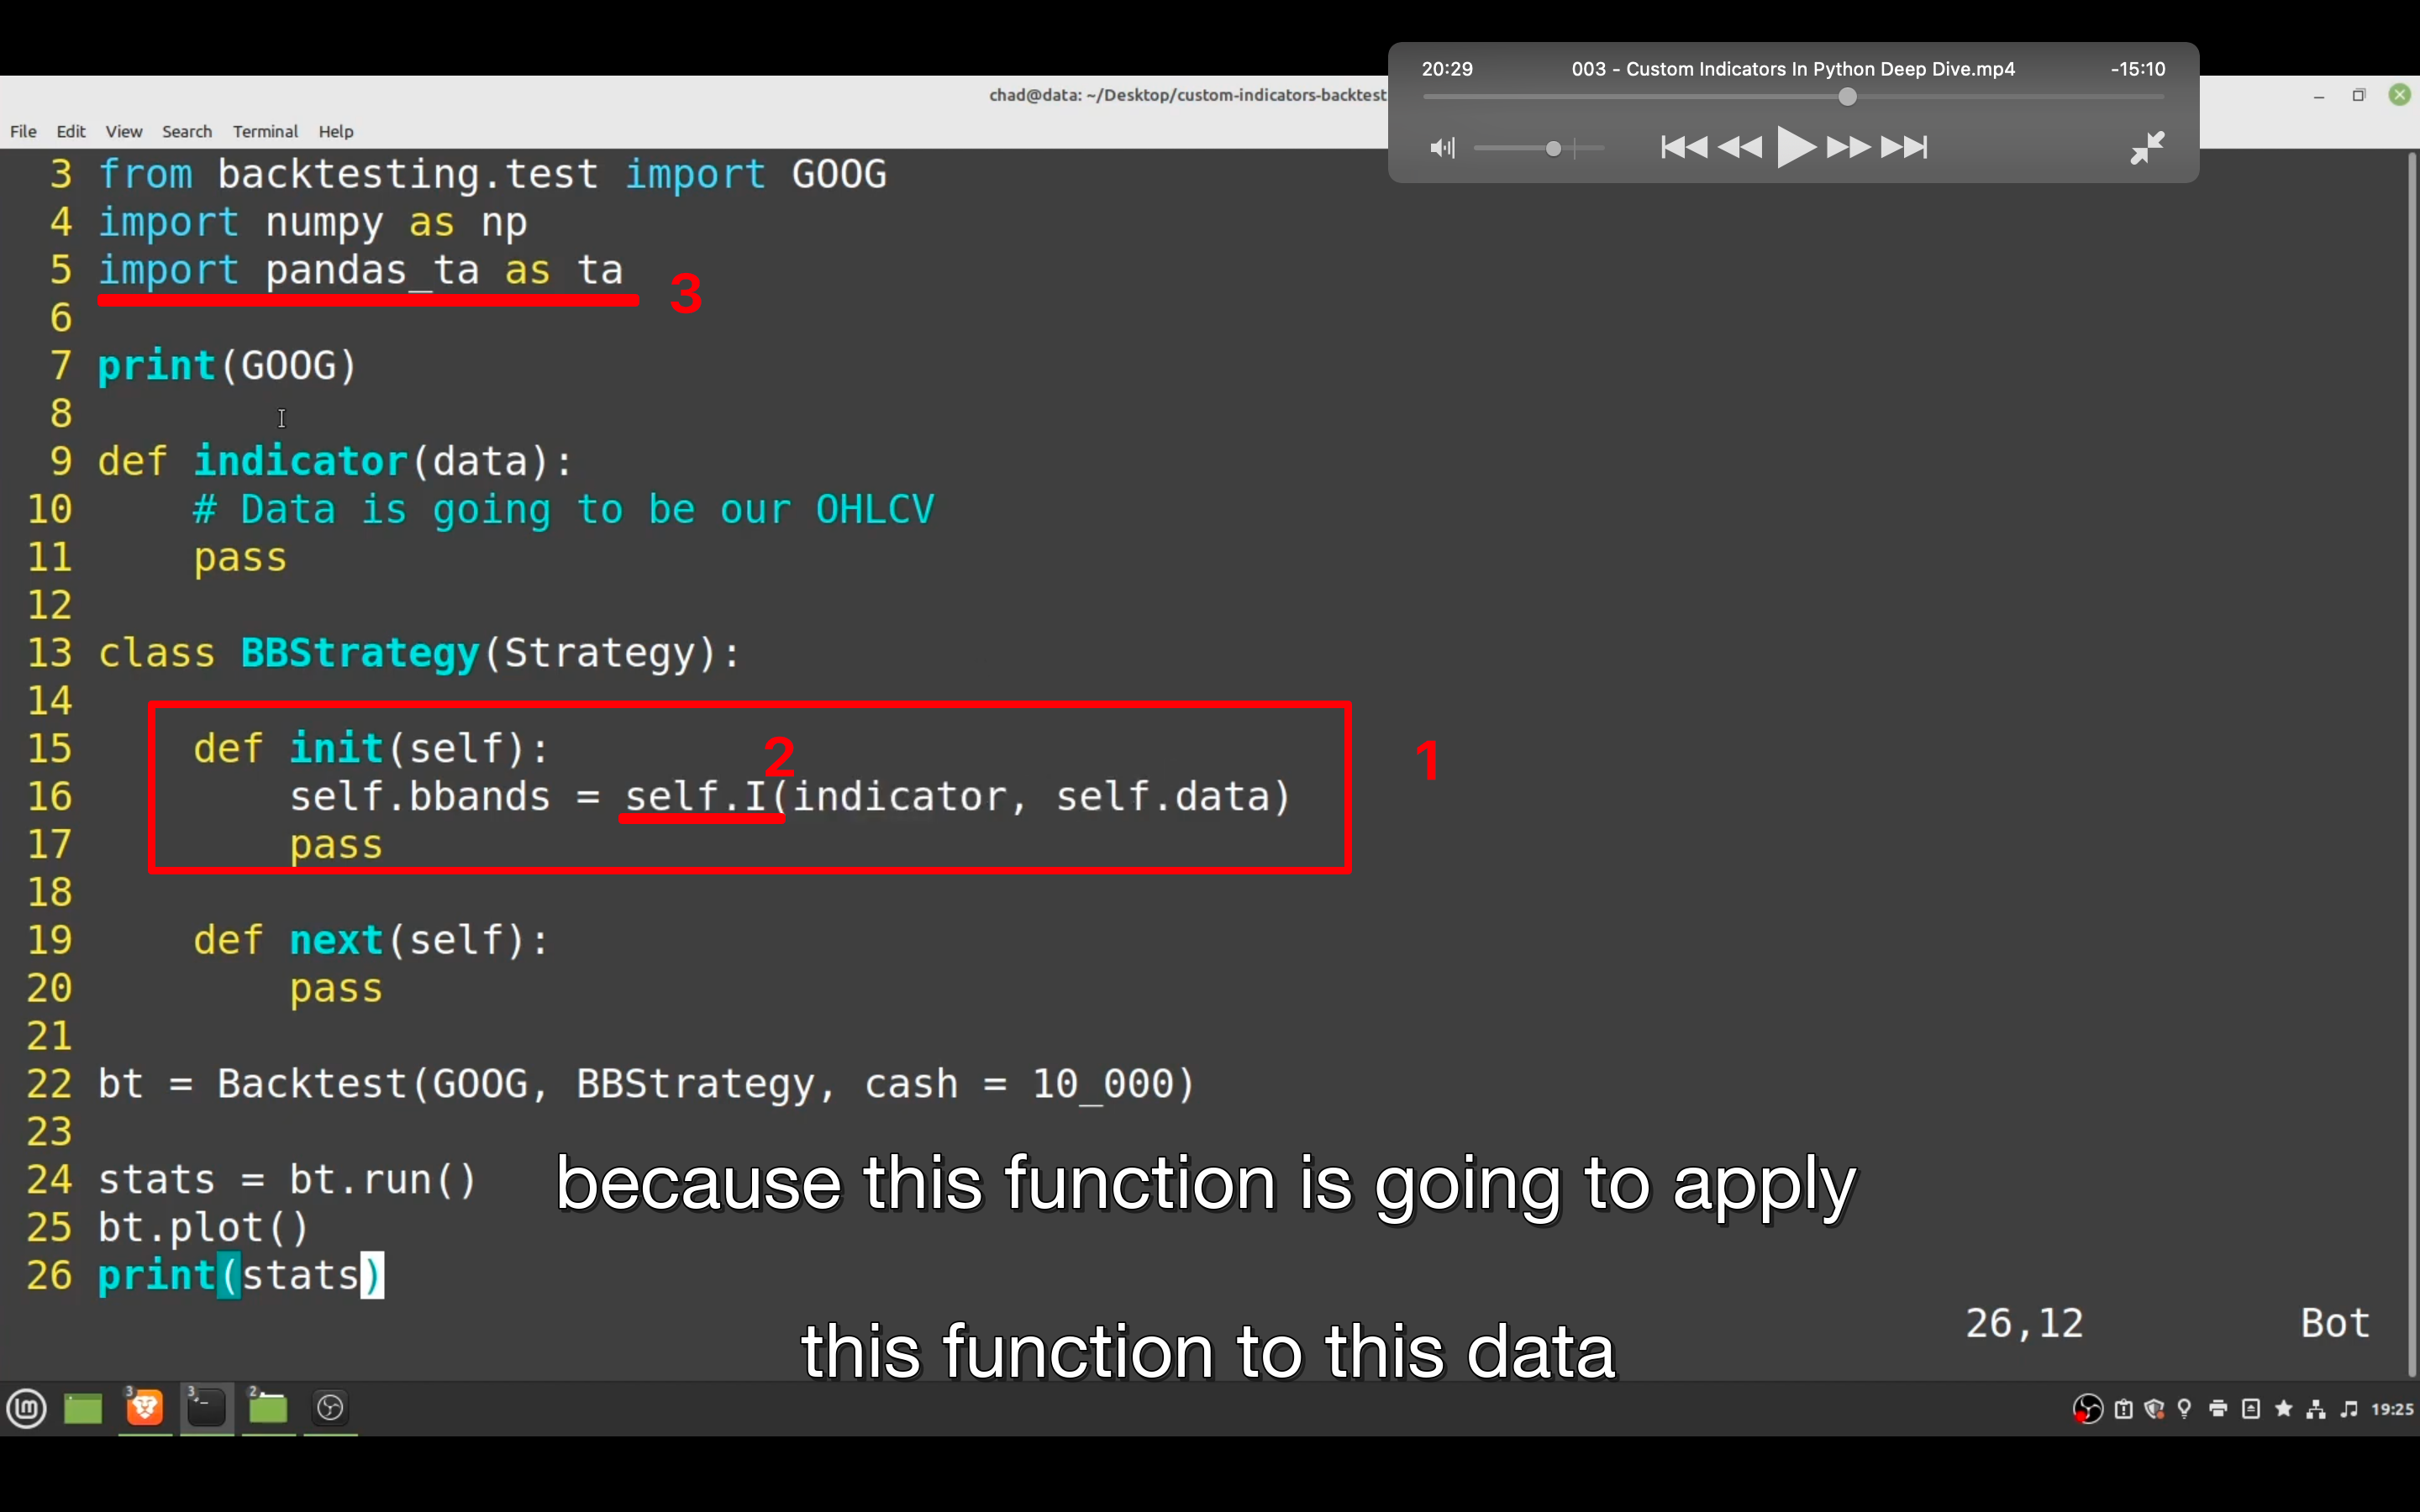 20:29 003 - Custom Indicators In Python Deep Dive.mp4 -15:10
chad@data: ~/Desktop/custom-indicators-backtest
File Edit View Search Terminal Help
3 from backtesting.test import GOOG
4 import numpy as np
5 import pandas_ta as ta
3
6
7 print(GOOG)
8
9 def indicator(data):
10     # Data is going to be our OHLCV
11     pass
12
13 class BBStrategy(Strategy):
14
15     def init(self):
2
1
16         self.bbands = self.I(indicator, self.data)
17         pass
18
19     def next(self):
20         pass
21
22 bt = Backtest(GOOG, BBStrategy, cash = 10_000)
23
24 stats = bt.run()
25 bt.plot()
26 print(stats)
because this function is going to apply
this function to this data
26,12 Bot
3 3 2
19:25